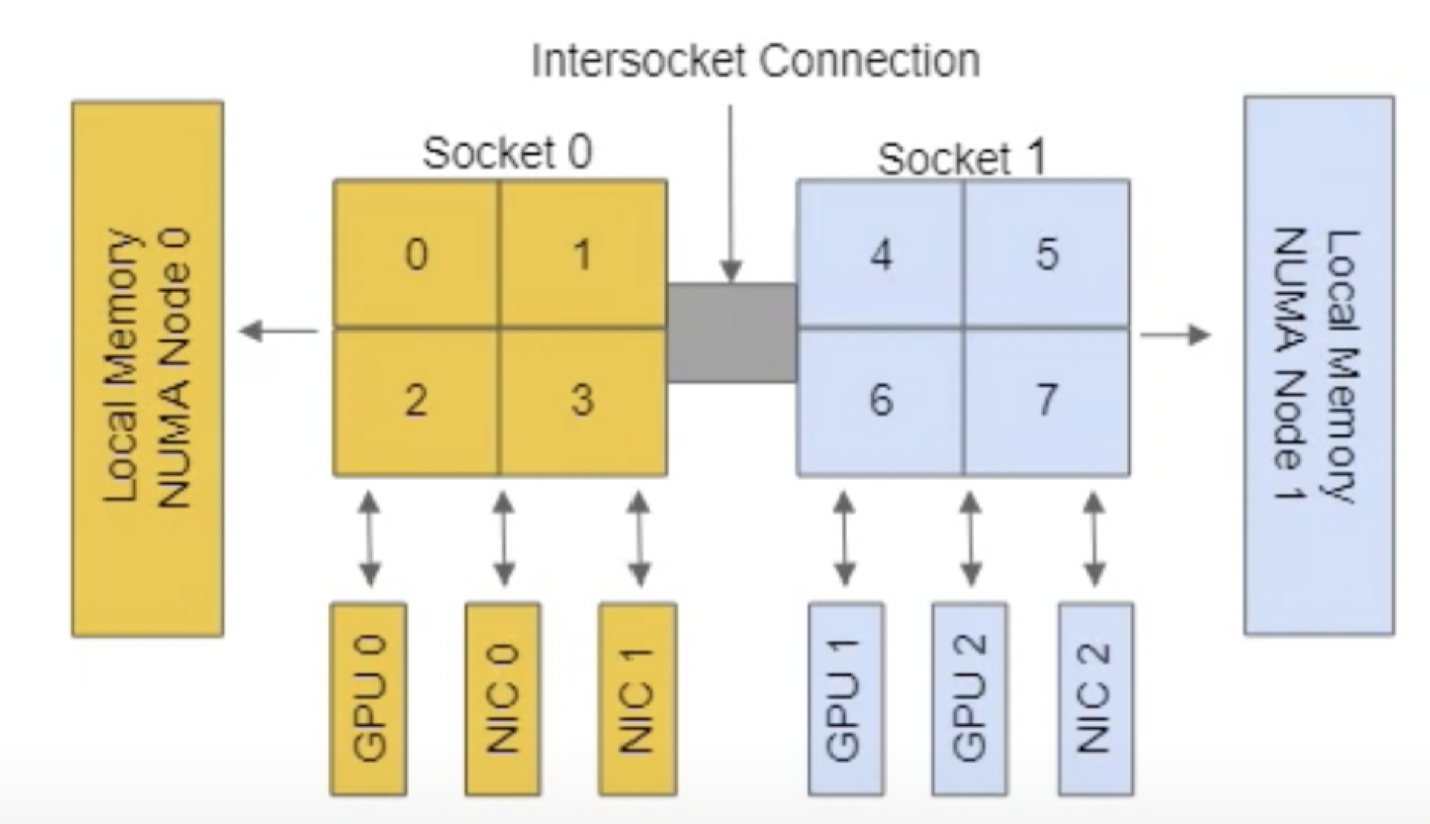 Intersocket Connection
Socket 0
Socket 1
Local Memory
NUMA Node 0
0
1
2
3
4
5
6
7
Local Memory
NUMA Node 1
GPU 0
NIC 0
NIC 1
GPU 1
GPU 2
NIC 2